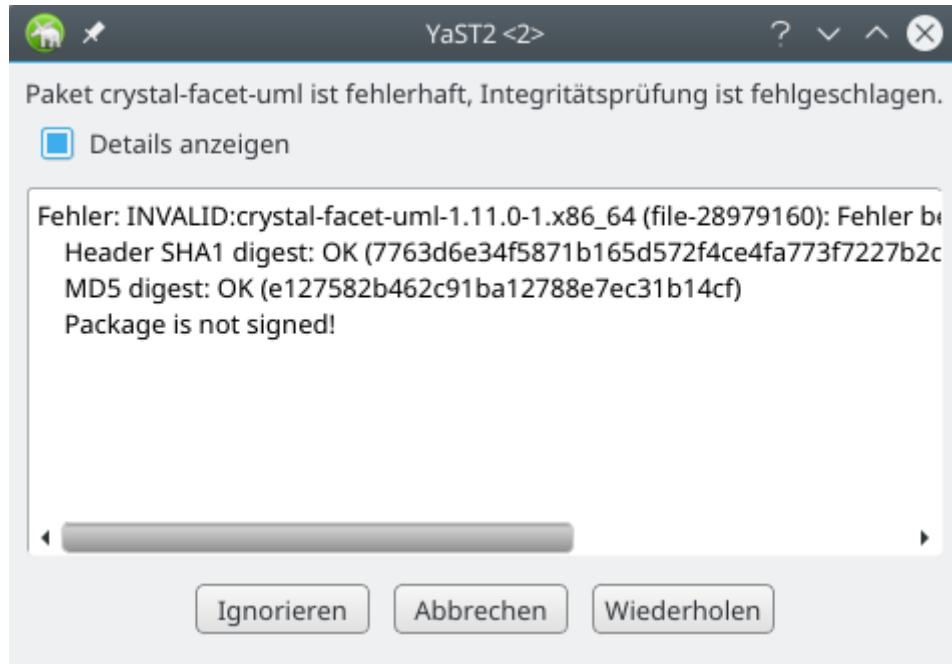 YaST2 <2>
Paket crystal-facet-uml ist fehlerhaft, Integritätsprüfung ist fehlgeschlagen.
Details anzeigen
Fehler: INVALID:crystal-facet-uml-1.11.0-1.x86_64 (file-28979160): Fehler be
Header SHA1 digest: OK (7763d6e34f5871b165d572f4ce4fa773f7227b2c
MD5 digest: OK (e127582b462c91ba12788e7ec31b14cf)
Package is not signed!
Ignorieren Abbrechen Wiederholen